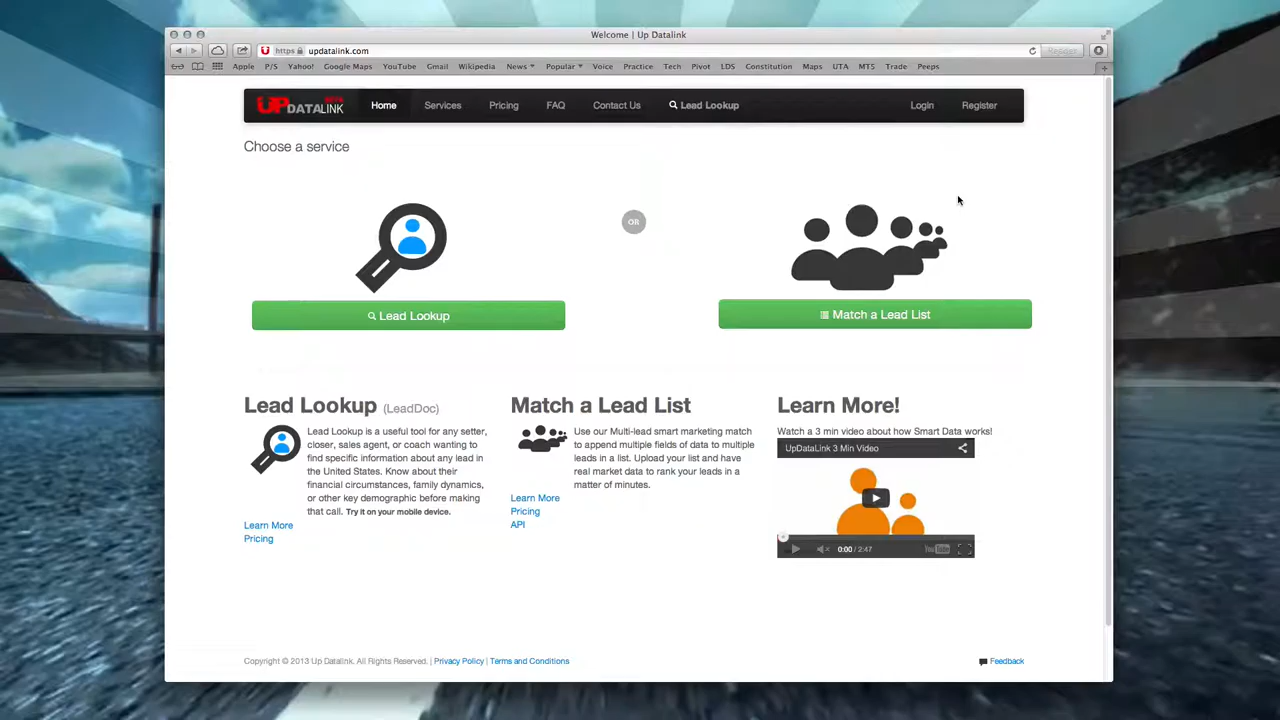 Welcome | Up Datalink
https updatalink.com
Reader
Apple P/S Yahoo! Google Maps YouTube Gmail Wikipedia News Popular Voice Practice Tech Pivot LDS Constitution Maps UTA MTS Trade Peeps
UPDATALINK BETA Home Services Pricing FAQ Contact Us Lead Lookup Login Register
Choose a service
OR
Lead Lookup
Match a Lead List
Lead Lookup (LeadDoc)
Lead Lookup is a useful tool for any setter,
closer, sales agent, or coach wanting to
find specific information about any lead in
the United States. Know about their
financial circumstances, family dynamics,
or other key demographic before making
that call. Try it on your mobile device.
Learn More
Pricing
Match a Lead List
Use our Multi-lead smart marketing match
to append multiple fields of data to multiple
leads in a list. Upload your list and have
real market data to rank your leads in a
matter of minutes.
Learn More
Pricing
API
Learn More!
Watch a 3 min video about how Smart Data works!
UpDataLink 3 Min Video
0:00 / 2:47
YouTube
Copyright © 2013 Up Datalink. All Rights Reserved. | Privacy Policy | Terms and Conditions
Feedback